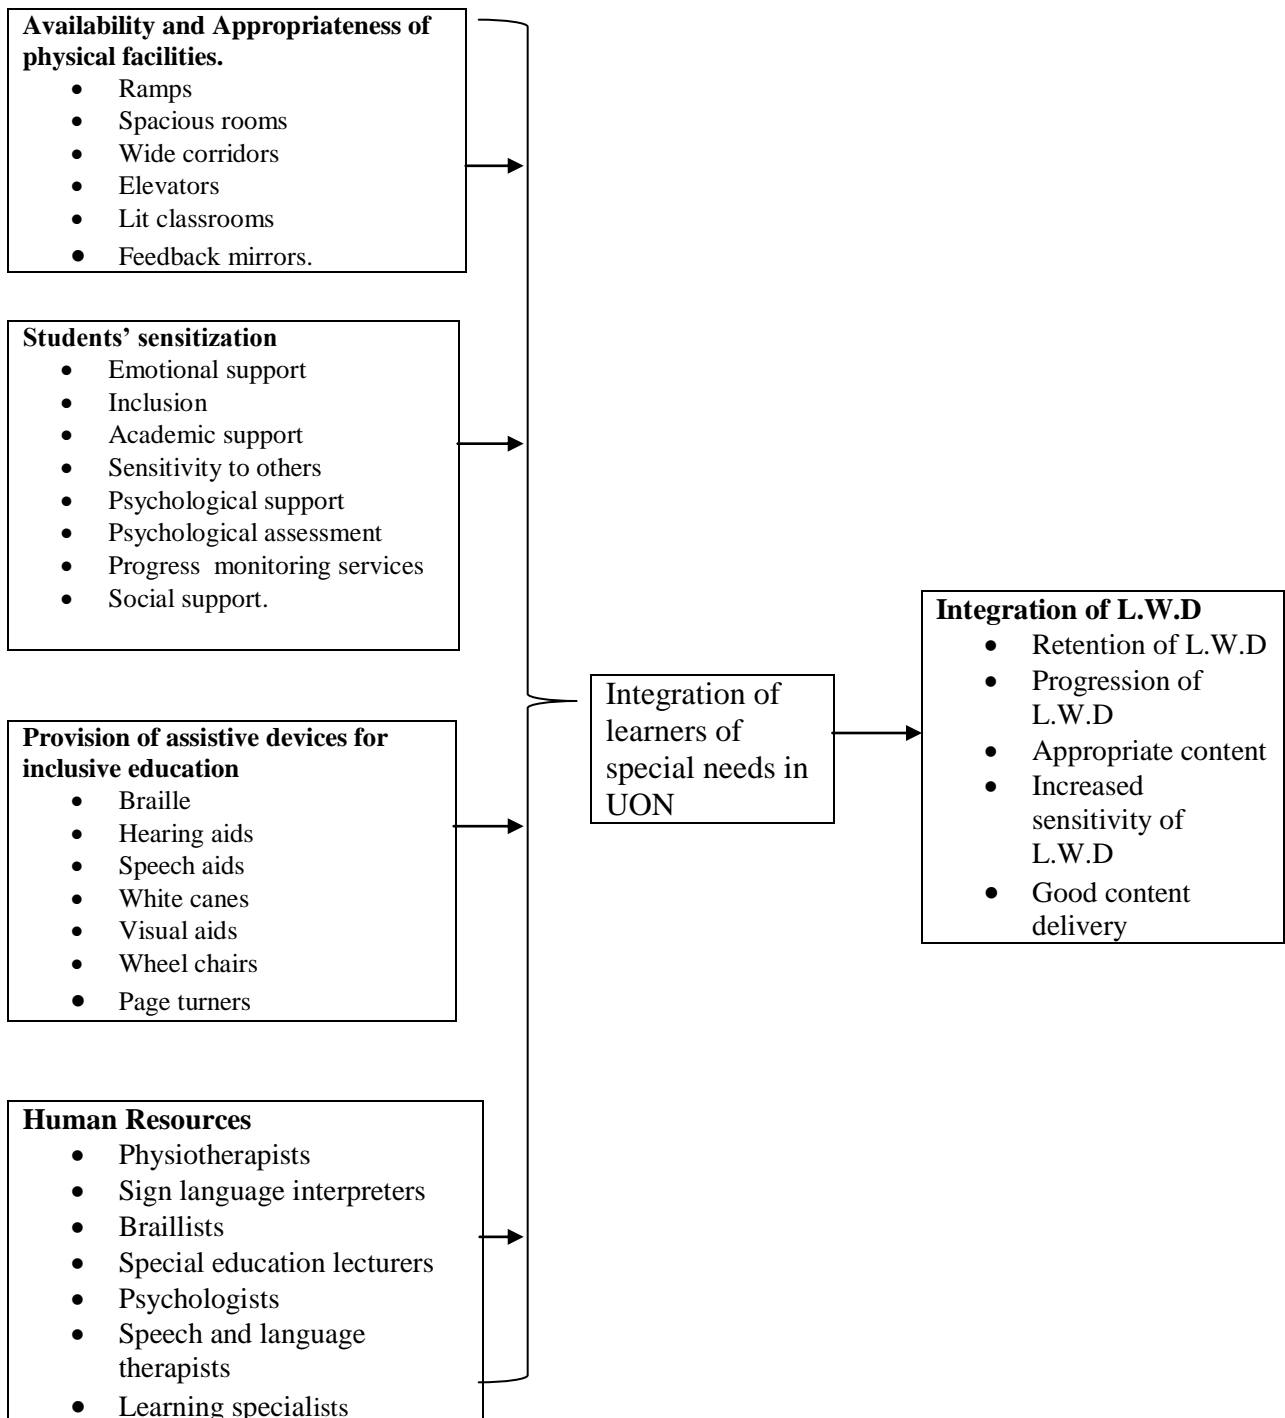 Availability and Appropriateness of
physical facilities.
• Ramps
• Spacious rooms
• Wide corridors
• Elevators
• Lit classrooms
• Feedback mirrors.
Students’ sensitization
• Emotional support
• Inclusion
• Academic support
• Sensitivity to others
• Psychological support
• Psychological assessment
• Progress  monitoring services
• Social support.
Provision of assistive devices for
inclusive education
• Braille
• Hearing aids
• Speech aids
• White canes
• Visual aids
• Wheel chairs
• Page turners
Human Resources
• Physiotherapists
• Sign language interpreters
• Braillists
• Special education lecturers
• Psychologists
• Speech and language
therapists
• Learning specialists
Integration of
learners of
special needs in
UON
Integration of L.W.D
• Retention of L.W.D
• Progression of
L.W.D
• Appropriate content
• Increased
sensitivity of
L.W.D
• Good content
delivery